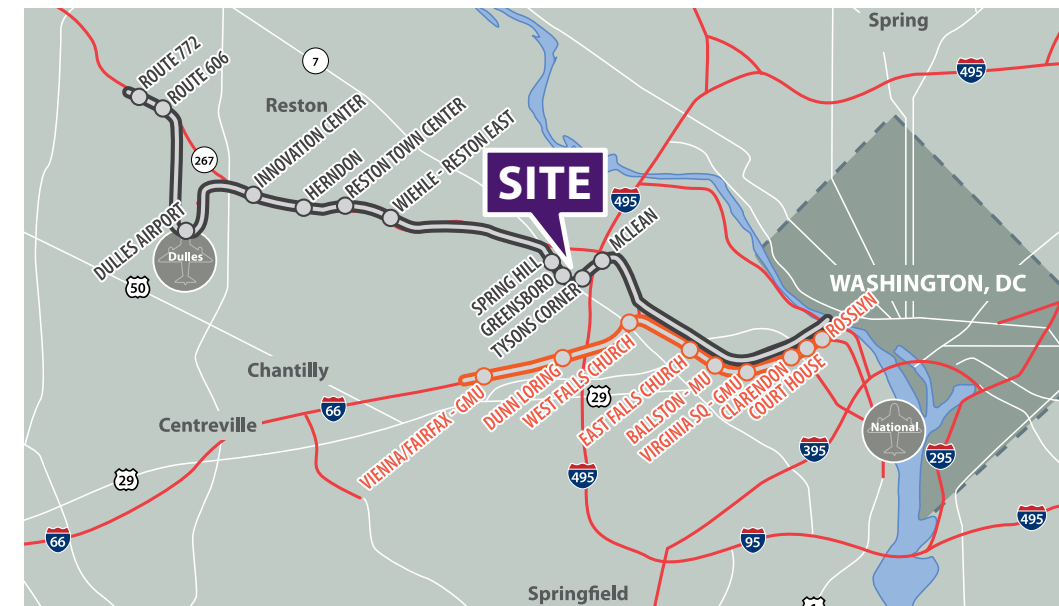 Spring
ROUTE 772
ROUTE 606
7
495
Reston
INNOVATION CENTER
HERNDON
RESTON TOWN CENTER
WIEHLE - RESTON EAST
267
SITE
495
MCLEAN
DULLES AIRPORT
Dulles
50
SPRING HILL
GREENSBORO
TYSONS CORNER
WASHINGTON, DC
ROSSLYN
COURT HOUSE
CLARENDON
VIRGINIA SQ - GMU
BALLSTON - MU
EAST FALLS CHURCH
WEST FALLS CHURCH
DUNN LORING
VIENNA/FAIRFAX - GMU
Chantilly
29
66
Centreville
National
395
295
29
495
495
66
95
Springfield